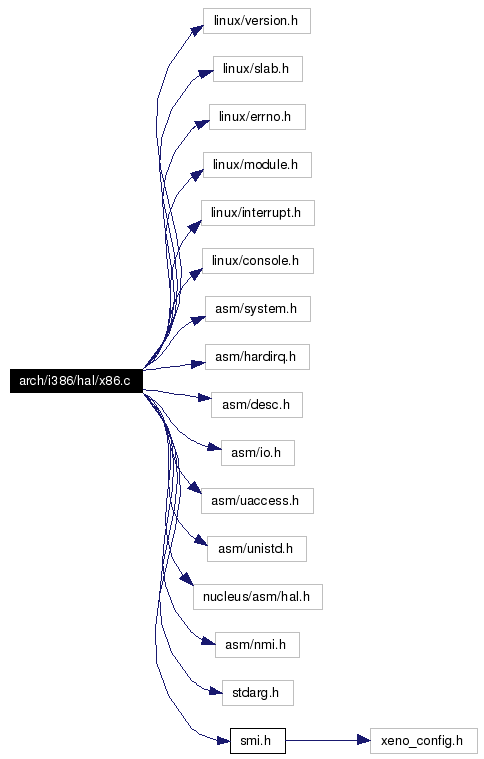 linux/version.h
linux/slab.h
linux/errno.h
linux/module.h
linux/interrupt.h
linux/console.h
asm/system.h
asm/hardirq.h
arch/i386/hal/x86.c
asm/desc.h
asm/io.h
asm/uaccess.h
asm/unistd.h
nucleus/asm/hal.h
asm/nmi.h
stdarg.h
smi.h
xeno_config.h